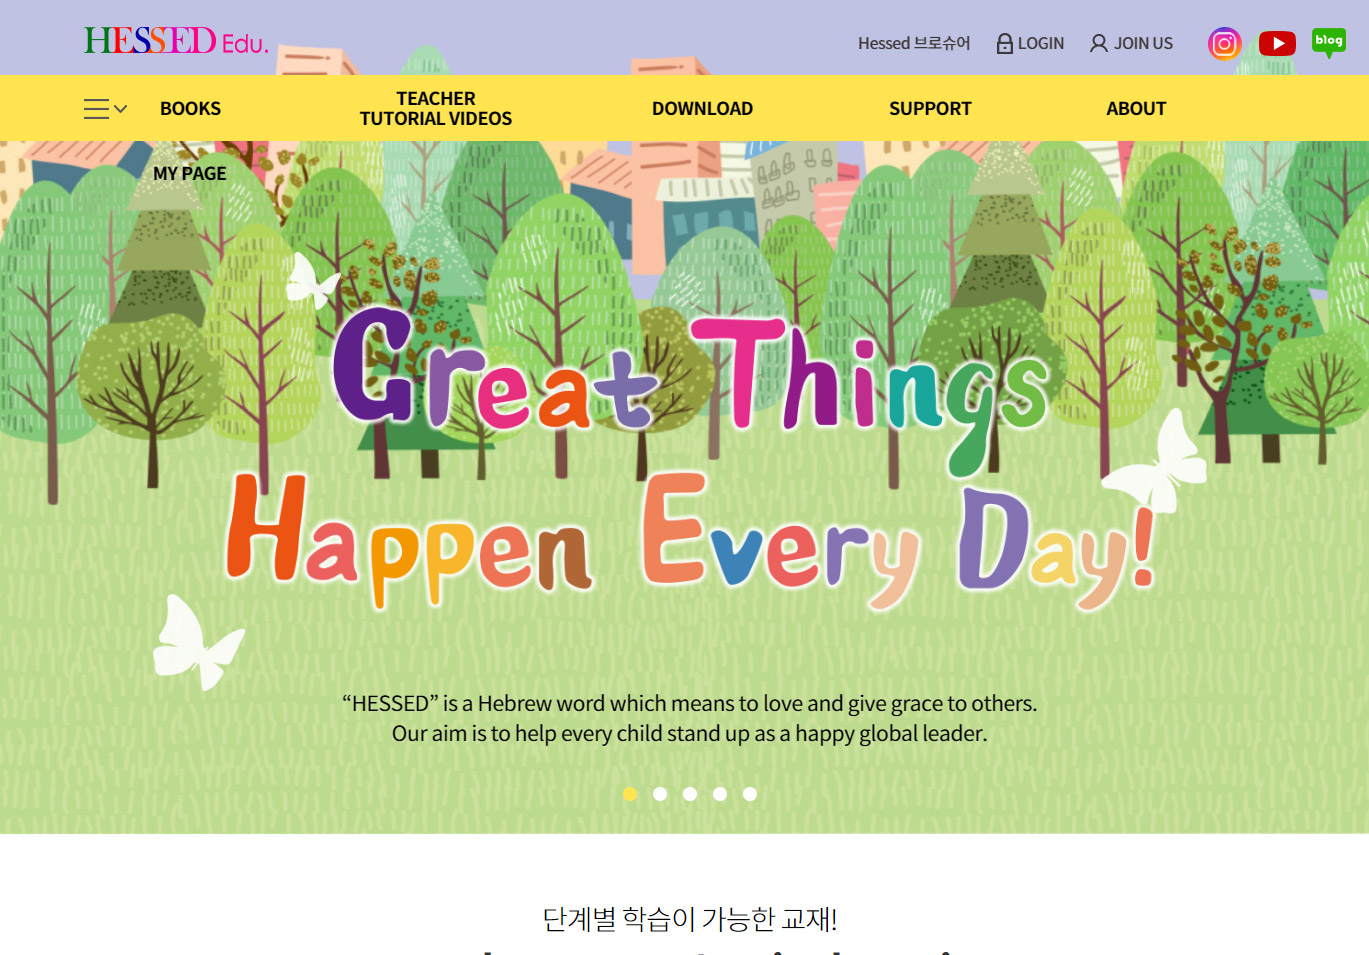 HESSED Edu.
Hessed 브로슈어
LOGIN
JOIN US
blog
BOOKS
TEACHER
TUTORIAL VIDEOS
DOWNLOAD
SUPPORT
ABOUT
MY PAGE
Great Things
Happen Every Day!
“HESSED” is a Hebrew word which means to love and give grace to others.
Our aim is to help every child stand up as a happy global leader.
단계별 학습이 가능한 교재!